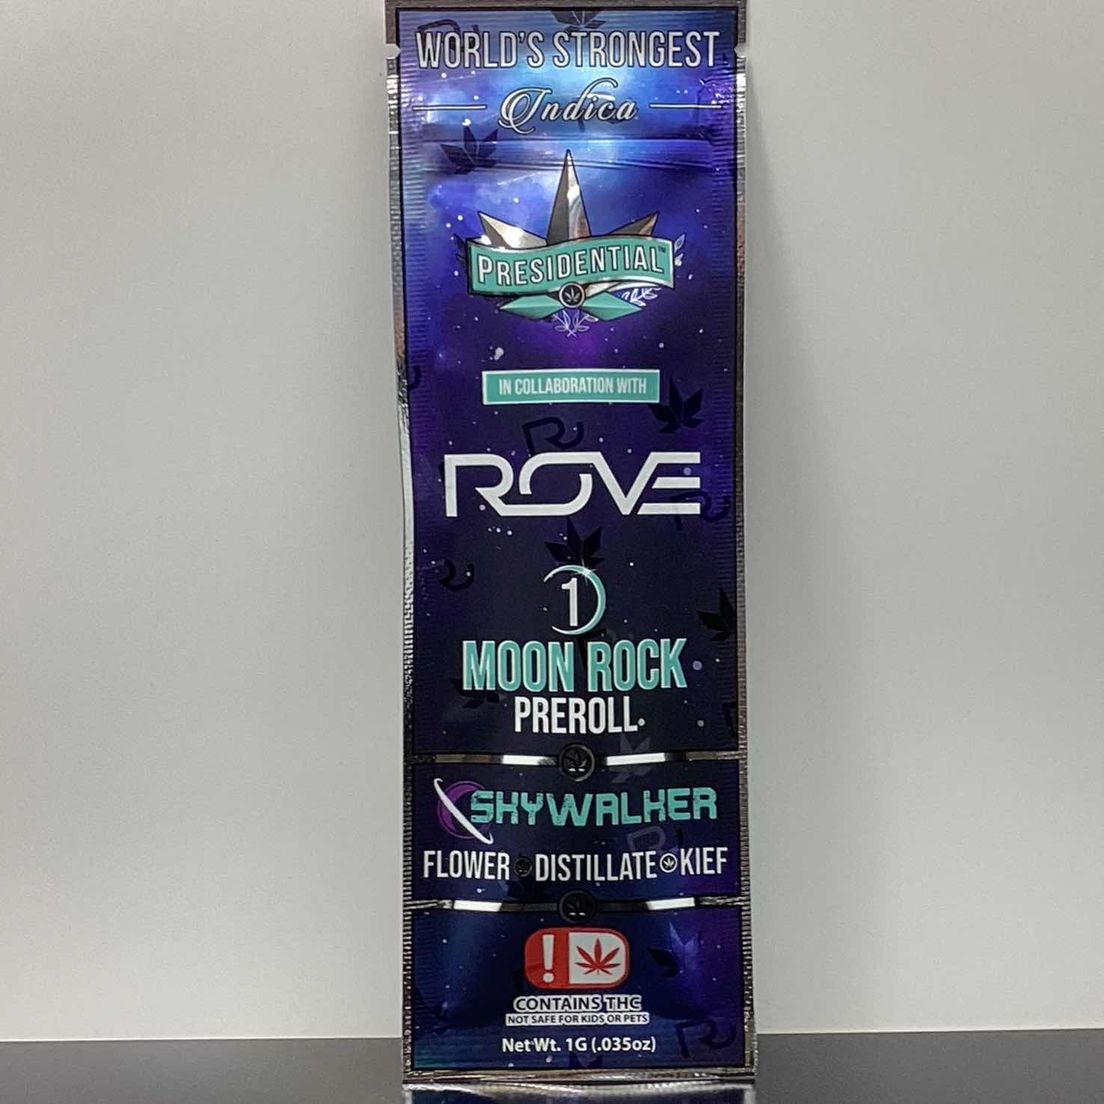 WORLD'S STRONGEST
Indica
PRESIDENTIAL™
IN COLLABORATION WITH
ROVE
1
MOON ROCK
PREROLL
SKYWALKER
FLOWER DISTILLATE KIEF
!
CONTAINS THC
NOT SAFE FOR KIDS OR PETS
Net Wt. 1G (.035oz)